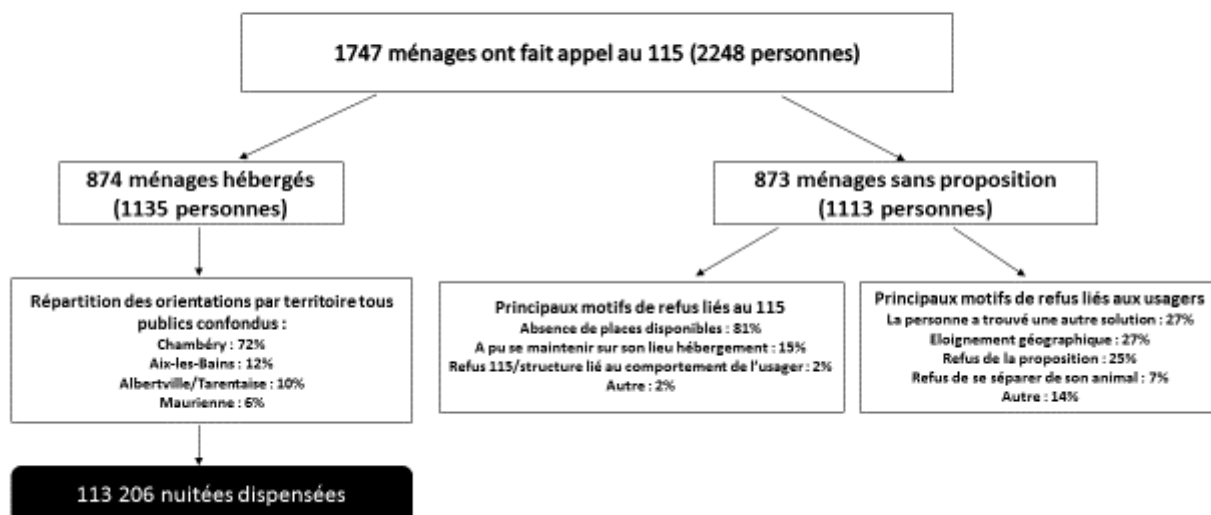 1747 ménages ont fait appel au 115 (2248 personnes)
874 ménages hébergés
(1135 personnes)
873 ménages sans proposition
(1113 personnes)
Répartition des orientations par territoire tous
publics confondus :
Chambéry : 72%
Aix-les-Bains : 12%
Albertville/Tarentaise : 10%
Maurienne : 6%
Principaux motifs de refus liés au 115
Absence de places disponibles : 81%
A pu se maintenir sur son lieu hébergement : 15%
Refus 115/structure lié au comportement de l'usager : 2%
Autre : 2%
Principaux motifs de refus liés aux usagers
La personne a trouvé une autre solution : 27%
Eloignement géographique : 27%
Refus de la proposition : 25%
Refus de se séparer de son animal : 7%
Autre : 14%
113 206 nuitées dispensées